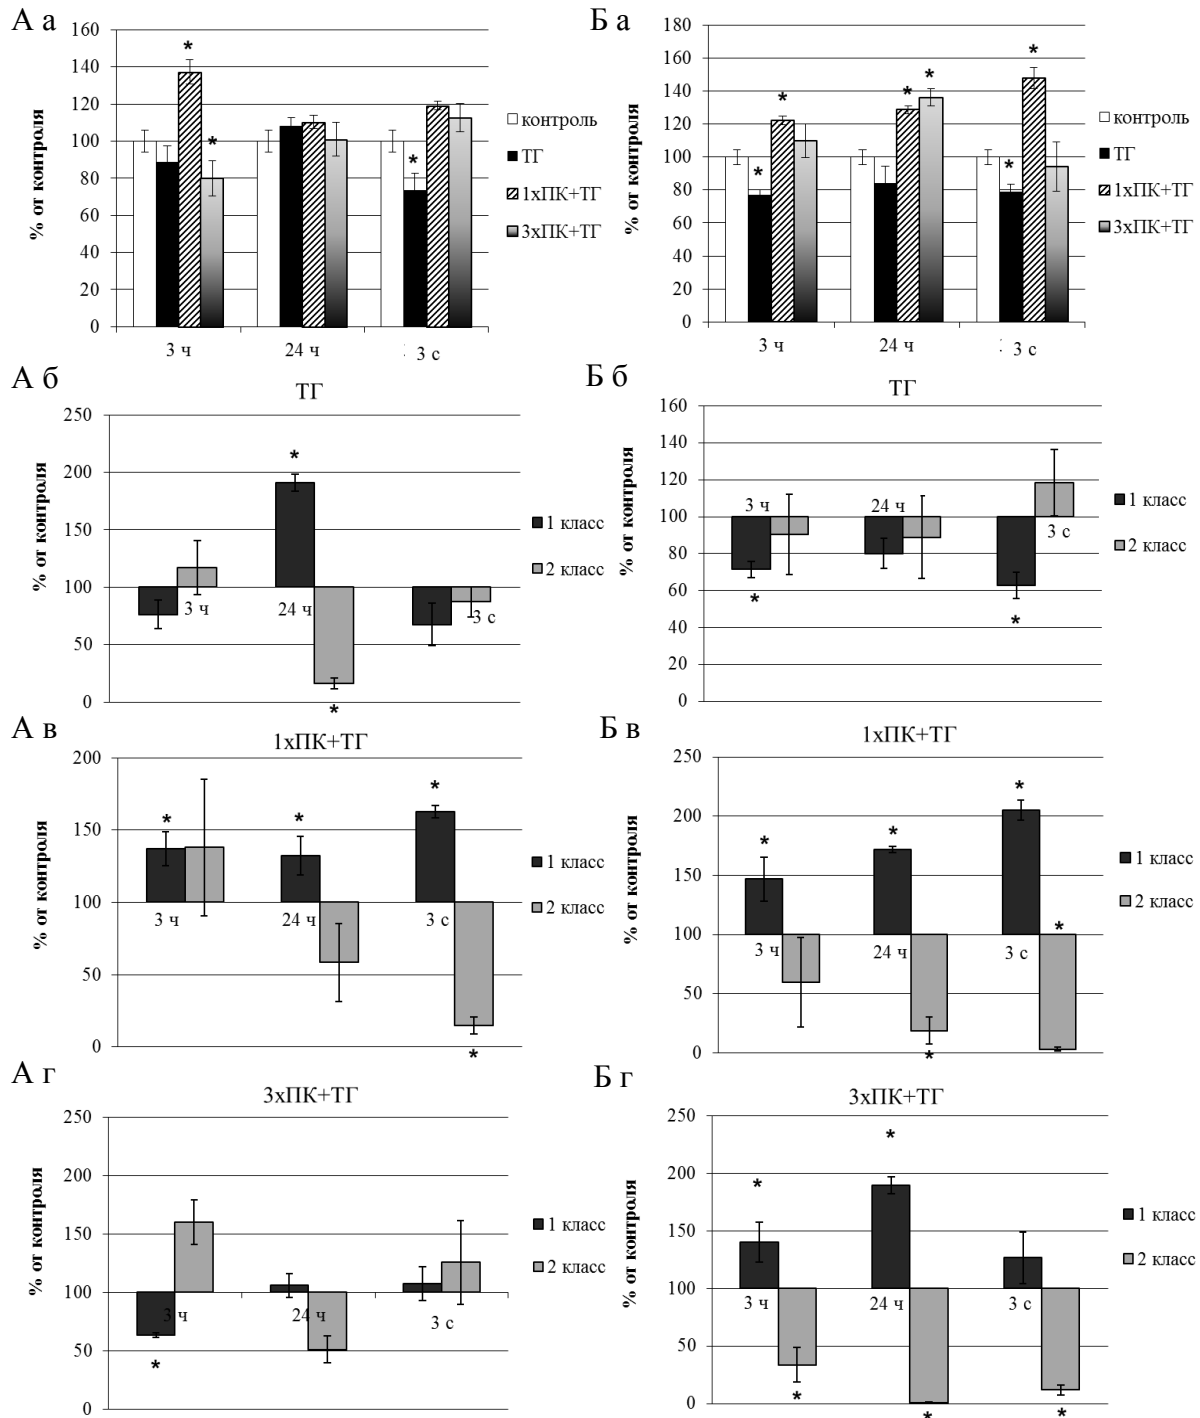 А а
160
140
120
100
80
60
40
20
0
% от контроля
*
*
*
3 ч
24 ч
3 с
контроль
ТГ
1хПК+ТГ
3хПК+ТГ
Б а
180
160
140
120
100
80
60
40
20
0
% от контроля
*
*
*
*
*
*
3 ч
24 ч
3 с
контроль
ТГ
1хПК+ТГ
3хПК+ТГ
А б
ТГ
250
200
150
100
50
0
% от контроля
*
*
3 ч
24 ч
3 с
1 класс
2 класс
Б б
ТГ
160
140
120
100
80
60
40
20
0
% от контроля
3 ч
24 ч
3 с
*
*
1 класс
2 класс
А в
1хПК+ТГ
200
150
100
50
0
% от контроля
*
*
*
*
3 ч
24 ч
3 с
1 класс
2 класс
Б в
1хПК+ТГ
250
200
150
100
50
0
% от контроля
*
*
*
*
*
3 ч
24 ч
3 с
1 класс
2 класс
А г
3хПК+ТГ
250
200
150
100
50
0
% от контроля
3 ч
24 ч
3 с
*
1 класс
2 класс
Б г
3хПК+ТГ
250
200
150
100
50
0
% от контроля
*
*
3 ч
24 ч
3 с
*
*
*
1 класс
2 класс